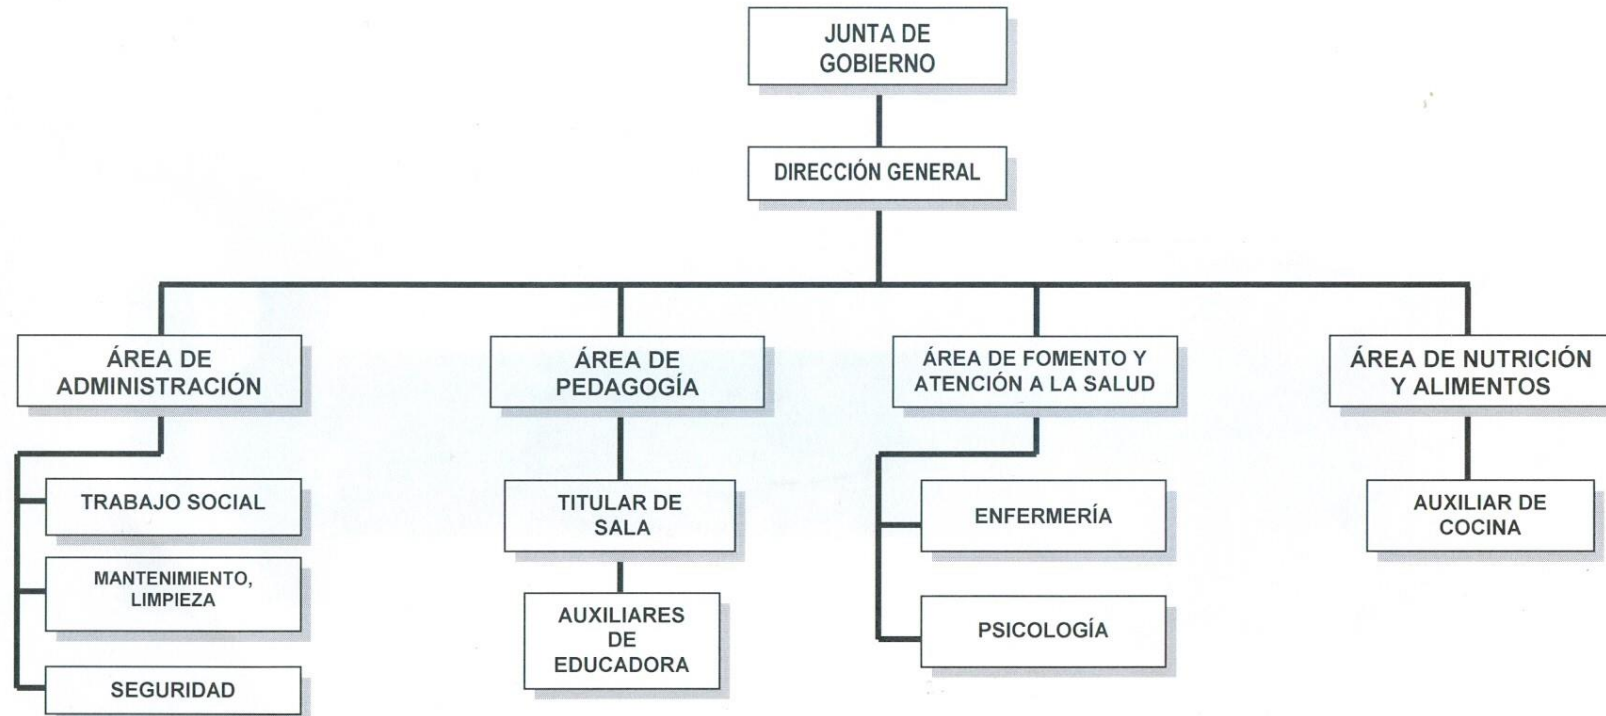 JUNTA DE
GOBIERNO
DIRECCIÓN GENERAL
ÁREA DE
ADMINISTRACIÓN
ÁREA DE
PEDAGOGÍA
ÁREA DE FOMENTO Y
ATENCIÓN A LA SALUD
ÁREA DE NUTRICIÓN
Y ALIMENTOS
TRABAJO SOCIAL
MANTENIMIENTO,
LIMPIEZA
SEGURIDAD
TITULAR DE
SALA
AUXILIARES
DE
EDUCADORA
ENFERMERÍA
PSICOLOGÍA
AUXILIAR DE
COCINA